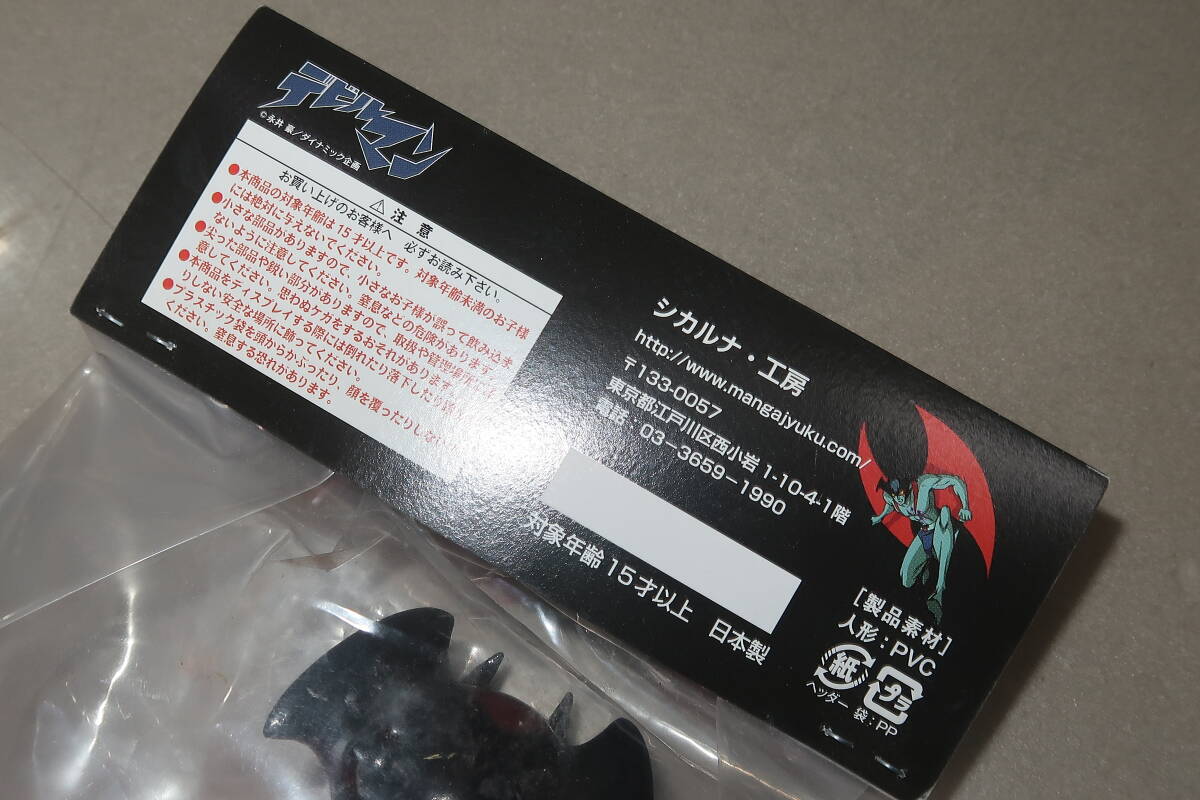 デビルマン
©永井 豪/ダイナミック企画
⚠注 意
お買い上げのお客様へ 必ずお読み下さい。
●本商品の対象年齢は15才以上です。対象年齢未満のお子様
には絶対に与えないでください。
●小さな部品がありますので、小さなお子様が誤って飲み込ま
ないように注意してください。窒息などの危険があります。
●尖った部品や鋭い部分がありますので、取扱や管理場所に
意してください。思わぬケガをするおそれがあります
●本商品をディスプレイする際には倒れたり落下したり
りしない安全な場所に飾ってください。
●プラスチック袋を頭からかぶったり、顔を覆ったりしな
ください。窒息する恐れがあります。
シカルナ・工房
http://www.mangajyuku.com/
〒133-0057
東京都江戸川区西小岩1-10-4-1階
電話:03-3659-1990
対象年齢15才以上 日本製
[製品素材]
人形:PVC
紙 プラ
ヘッダー 袋:PP